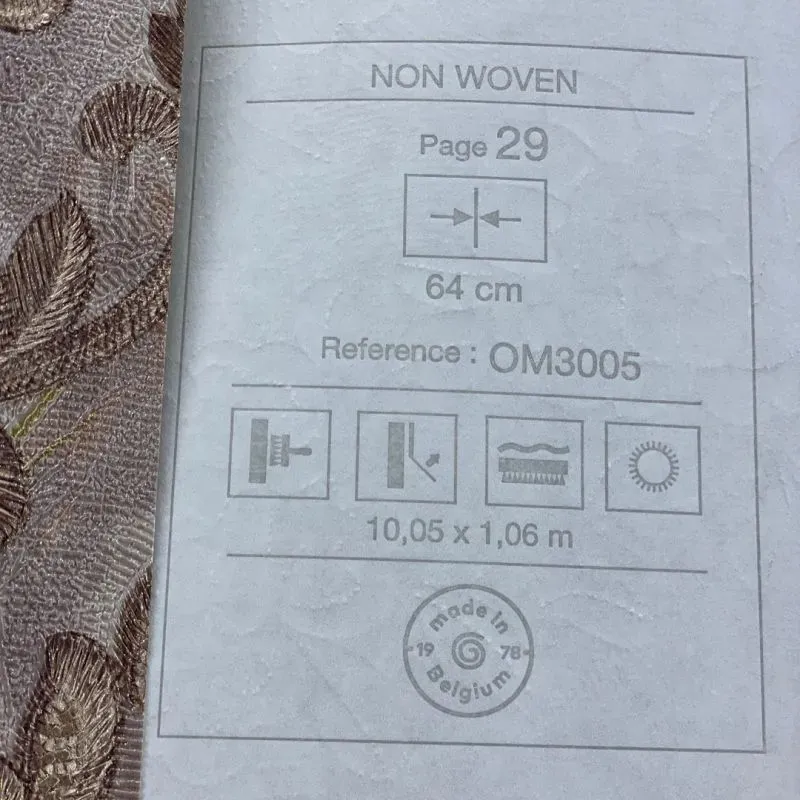 NON WOVEN
Page 29
64 cm
Reference : OM3005
10,05 x 1,06 m
made in
19 78
Belgium